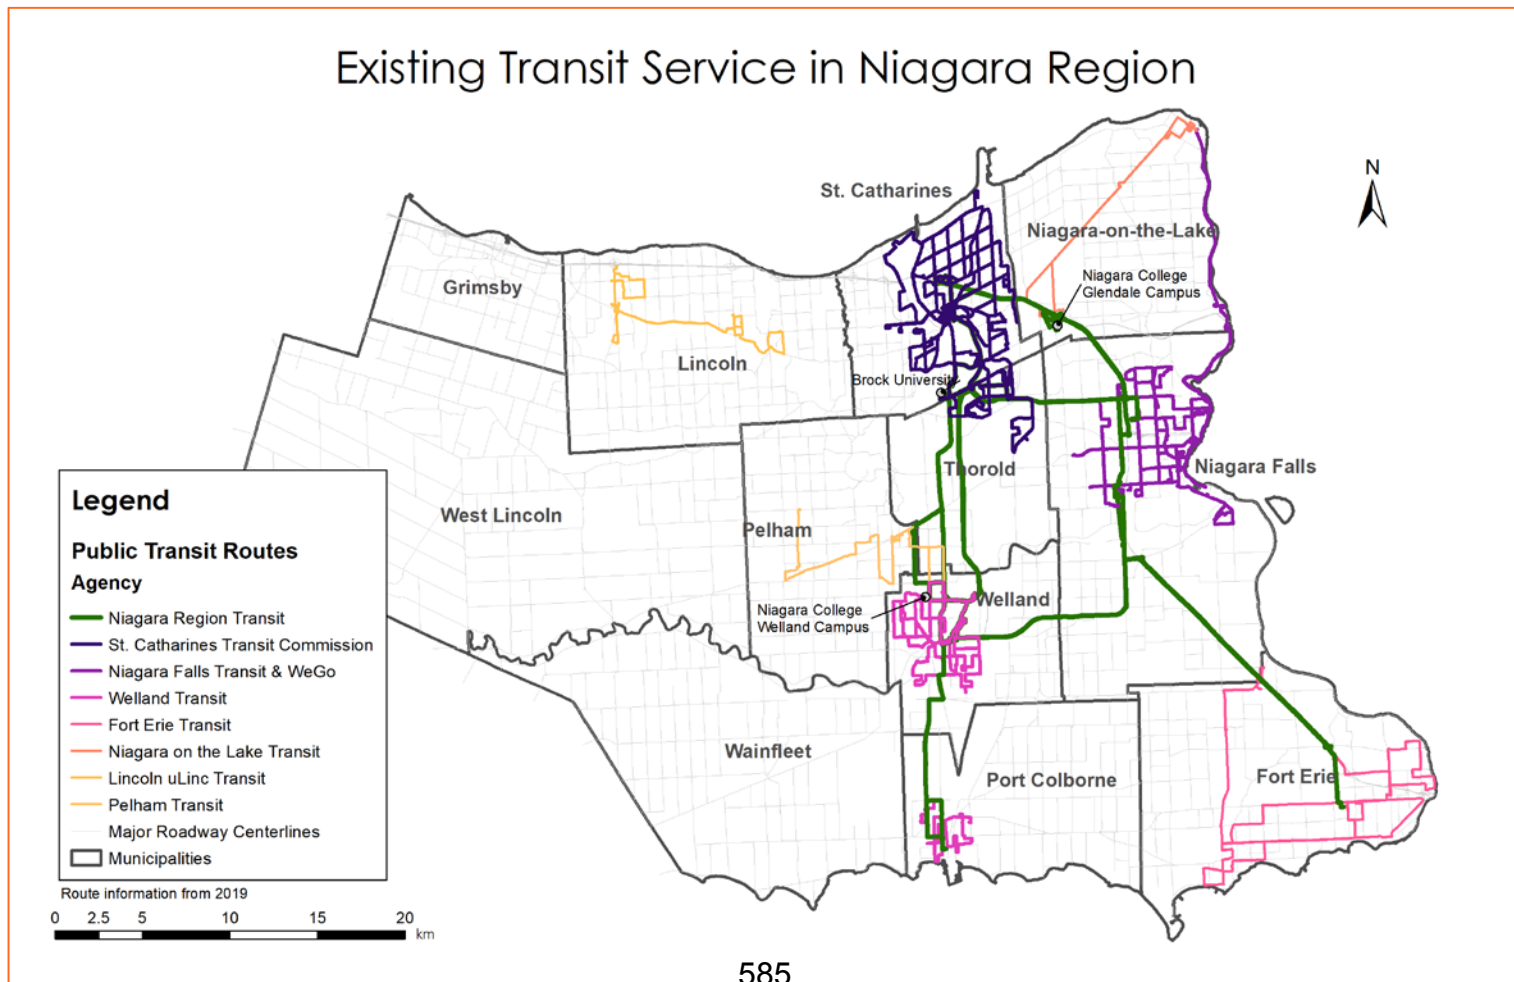 Existing Transit Service in Niagara Region
N
St. Catharines
Niagara-on-the-Lake
Niagara College
Glendale Campus
Grimsby
Lincoln
Brock University
Thorold
Niagara Falls
West Lincoln
Pelham
Niagara College
Welland Campus
Welland
Wainfleet
Port Colborne
Fort Erie
Legend
Public Transit Routes
Agency
Niagara Region Transit
St. Catharines Transit Commission
Niagara Falls Transit & WeGo
Welland Transit
Fort Erie Transit
Niagara on the Lake Transit
Lincoln uLinc Transit
Pelham Transit
Major Roadway Centerlines
Municipalities
Route information from 2019
0 2.5 5 10 15 20
km
585